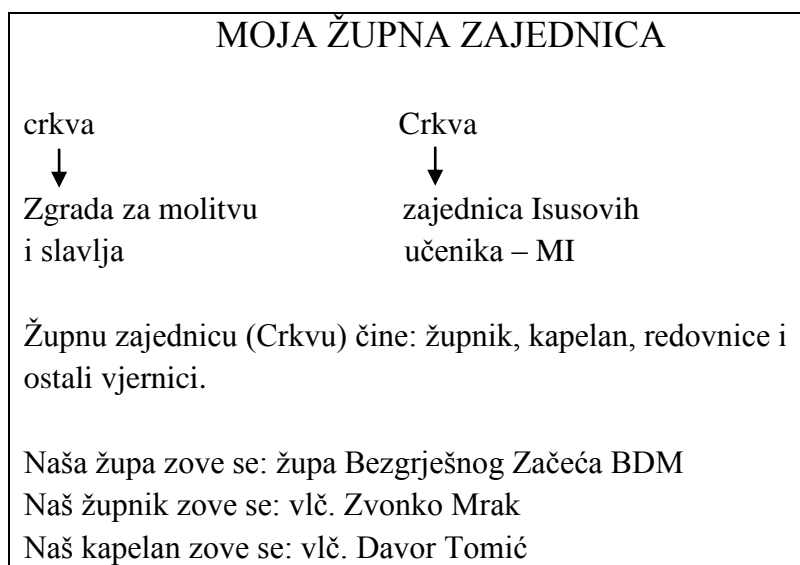 MOJA ŽUPNA ZAJEDNICA
crkva Crkva
Zgrada za molitvu zajednica Isusovih
i slavlja učenika – MI
Župnu zajednicu (Crkvu) čine: župnik, kapelan, redovnice i
ostali vjernici.
Naša župa zove se: župa Bezgrješnog Začeća BDM
Naš župnik zove se: vlč. Zvonko Mrak
Naš kapelan zove se: vlč. Davor Tomić